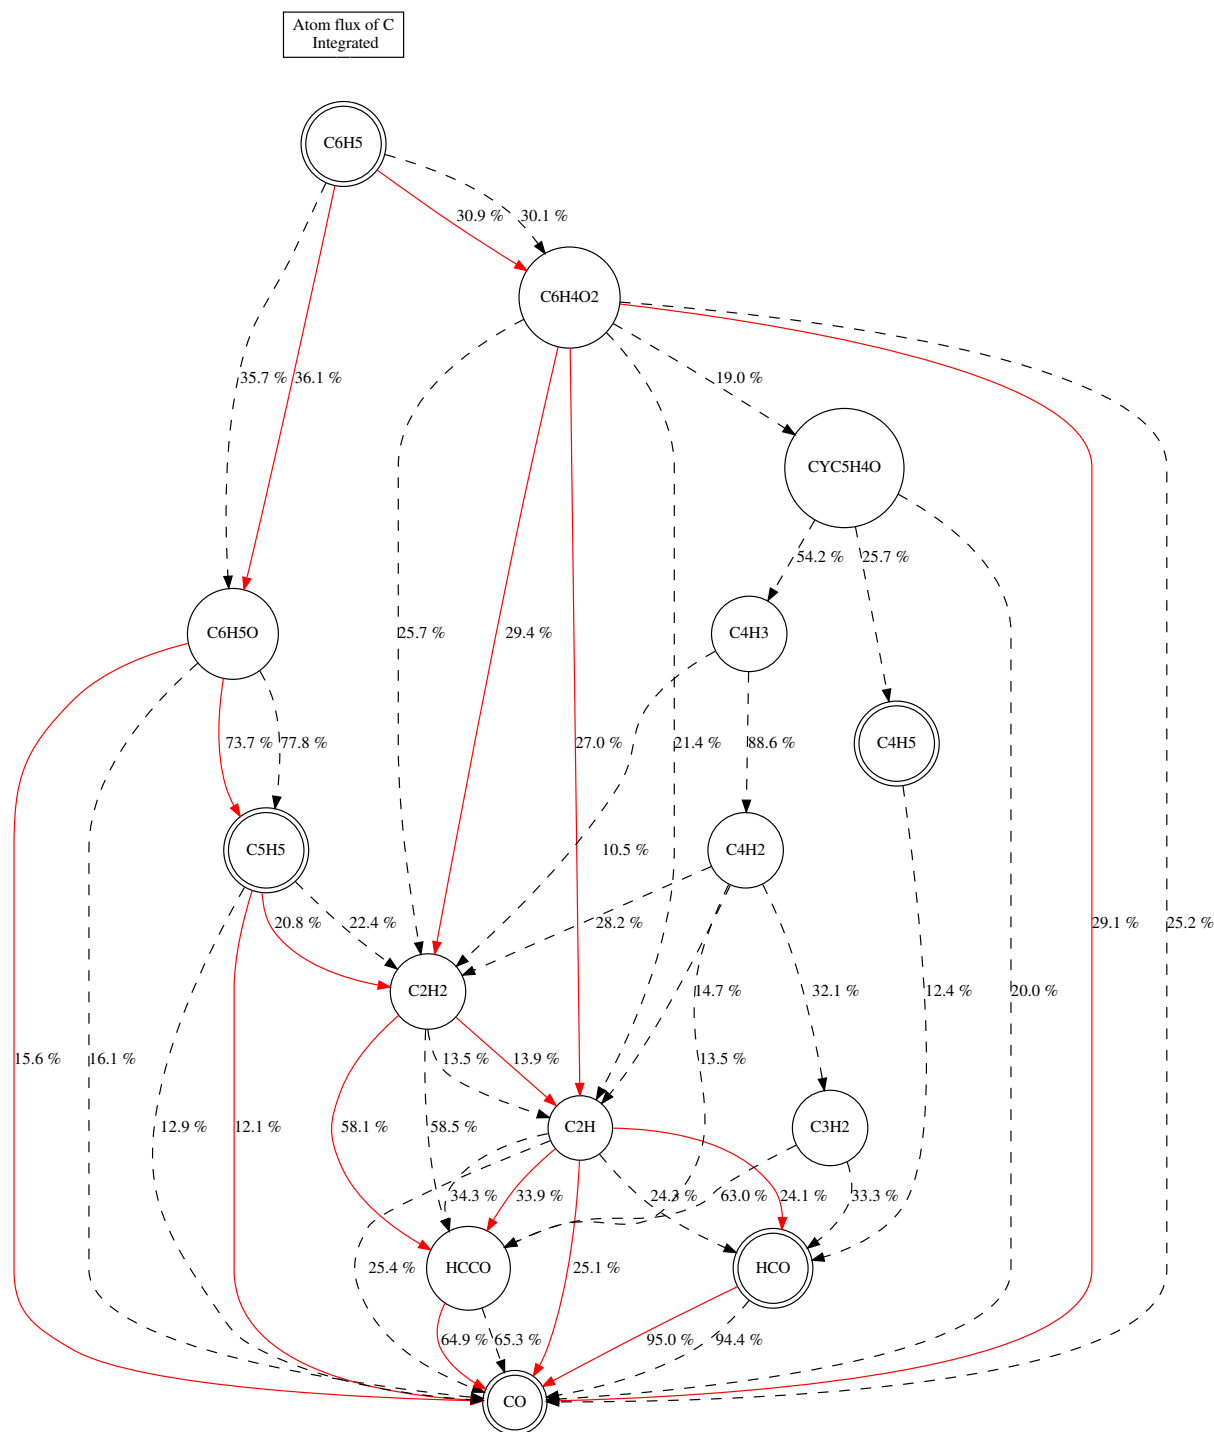 Atom flux of C
Integrated
C6H5
30.9 %
30.1 %
C6H4O2
35.7 %
36.1 %
19.0 %
CYC5H4O
54.2 %
25.7 %
C6H5O
25.7 %
29.4 %
C4H3
73.7 %
77.8 %
27.0 %
21.4 %
88.6 %
C4H5
C5H5
10.5 %
C4H2
20.8 %
22.4 %
28.2 %
29.1 %
25.2 %
C2H2
14.7 %
32.1 %
12.4 %
20.0 %
15.6 %
16.1 %
13.5 %
13.9 %
13.5 %
12.9 %
12.1 %
58.1 %
58.5 %
C2H
C3H2
34.3 %
33.9 %
24.3 %
63.0 %
24.1 %
33.3 %
25.4 %
HCCO
25.1 %
HCO
64.9 %
65.3 %
95.0 %
94.4 %
CO